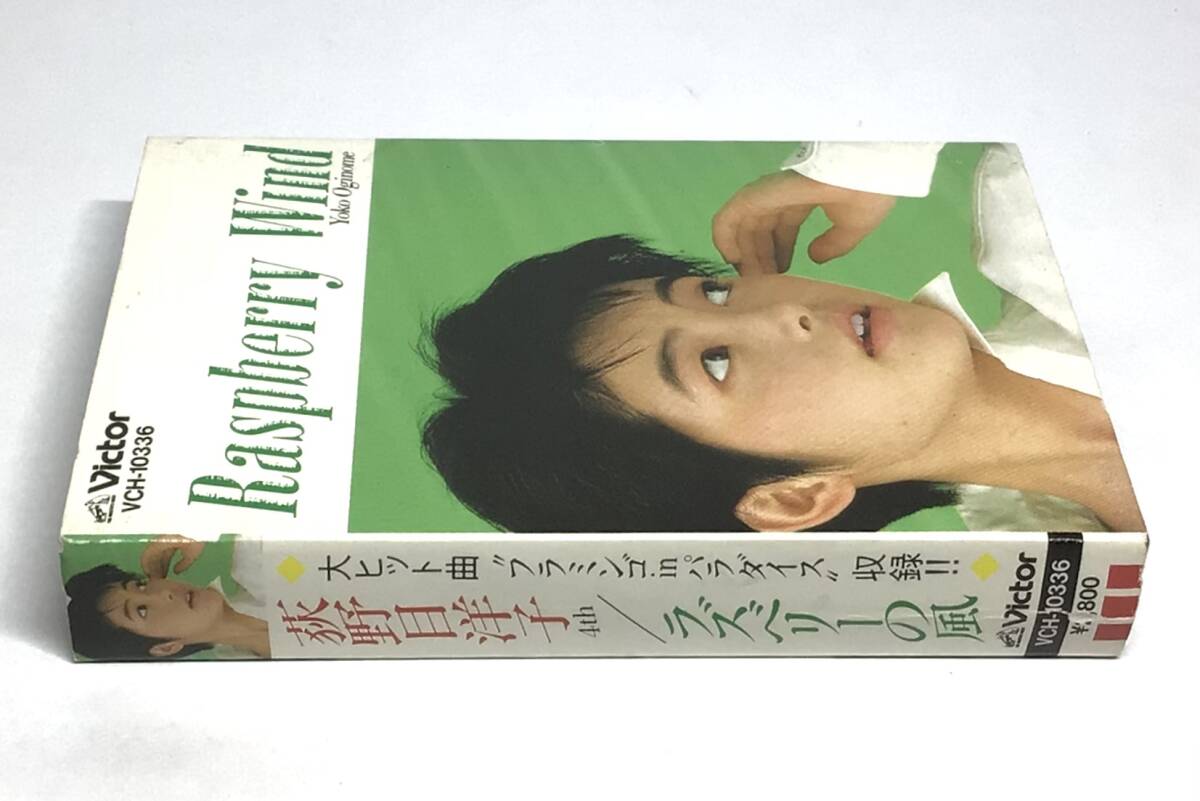 Raspberry Wind
Yoko Oginome
Victor
VCH-10336
大ヒット曲“フラミンゴ in パラダイス”収録!!
荻野目洋子 4th／ラズベリーの風
Victor
VCH-10336
800